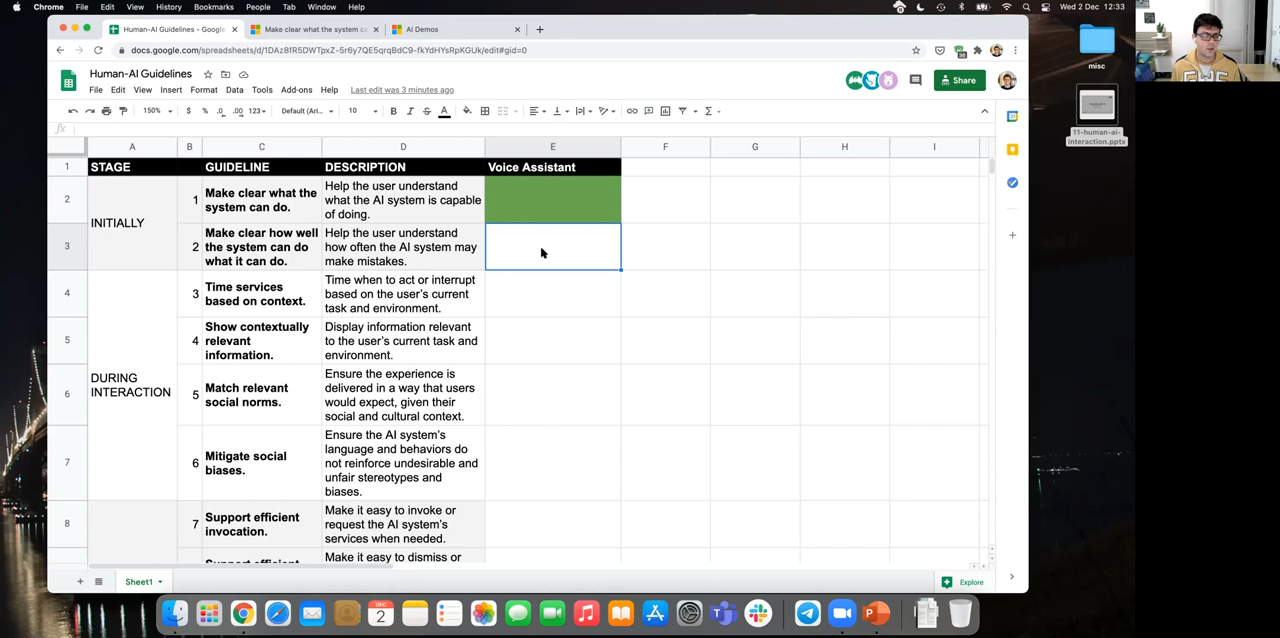 Chrome File Edit View History Bookmarks People Tab Window Help Wed 2 Dec 12:33
Human-AI Guidelines Make clear what the system c AI Demos
docs.google.com/spreadsheets/d/1DAz8fR5DWTpxZ-5r6y7QE5qrqBdC9-fkYdHYsRpKGUk/edit#gid=0
Human-AI Guidelines
File Edit View Insert Format Data Tools Add-ons Help Last edit was 3 minutes ago
Share
150% $ % .0 .00 123 Default (Ari... 10 B I S A
fx
A B C D E F G H I
1 STAGE GUIDELINE DESCRIPTION Voice Assistant
2 INITIALLY 1 Make clear what the
system can do.
Help the user understand
what the AI system is capable
of doing.
3 2 Make clear how well
the system can do
what it can do.
Help the user understand
how often the AI system may
make mistakes.
4 3 Time services
based on context.
Time when to act or interrupt
based on the user's current
task and environment.
5 4 Show contextually
relevant
information.
Display information relevant
to the user's current task and
environment.
DURING
INTERACTION
6 5 Match relevant
social norms.
Ensure the experience is
delivered in a way that users
would expect, given their
social and cultural context.
7 6 Mitigate social
biases.
Ensure the AI system's
language and behaviors do
not reinforce undesirable and
unfair stereotypes and
biases.
8 7 Support efficient
invocation.
Make it easy to invoke or
request the AI system's
services when needed.
Support efficient
Make it easy to dismiss or
Sheet1
Explore
misc
11-human-ai-
interaction.pptx
DEC
2